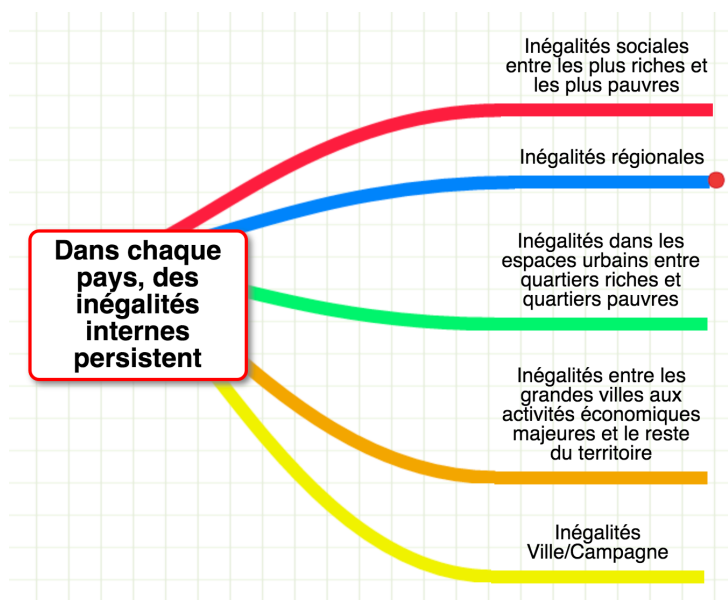 Inégalités sociales
entre les plus riches et
les plus pauvres
Inégalités régionales
Dans chaque
pays, des
inégalités
internes
persistent
Inégalités dans les
espaces urbains entre
quartiers riches et
quartiers pauvres
Inégalités entre les
grandes villes aux
activités économiques
majeures et le reste
du territoire
Inégalités
Ville/Campagne